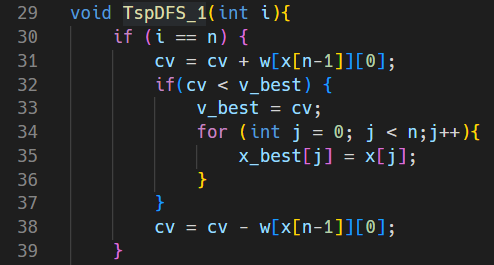 29 void TspDFS_1(int i){
30     if (i == n) {
31         cv = cv + w[x[n-1]][0];
32         if(cv < v_best) {
33             v_best = cv;
34             for (int j = 0; j < n;j++){
35                 x_best[j] = x[j];
36             }
37         }
38         cv = cv - w[x[n-1]][0];
39     }